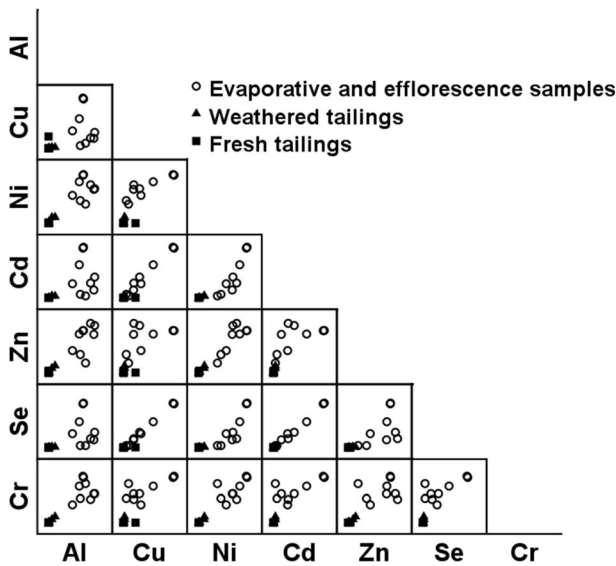 Al
Cu
Evaporative and efflorescence samples
Weathered tailings
Fresh tailings
Ni
Cd
Zn
Se
Cr
Al Cu Ni Cd Zn Se Cr